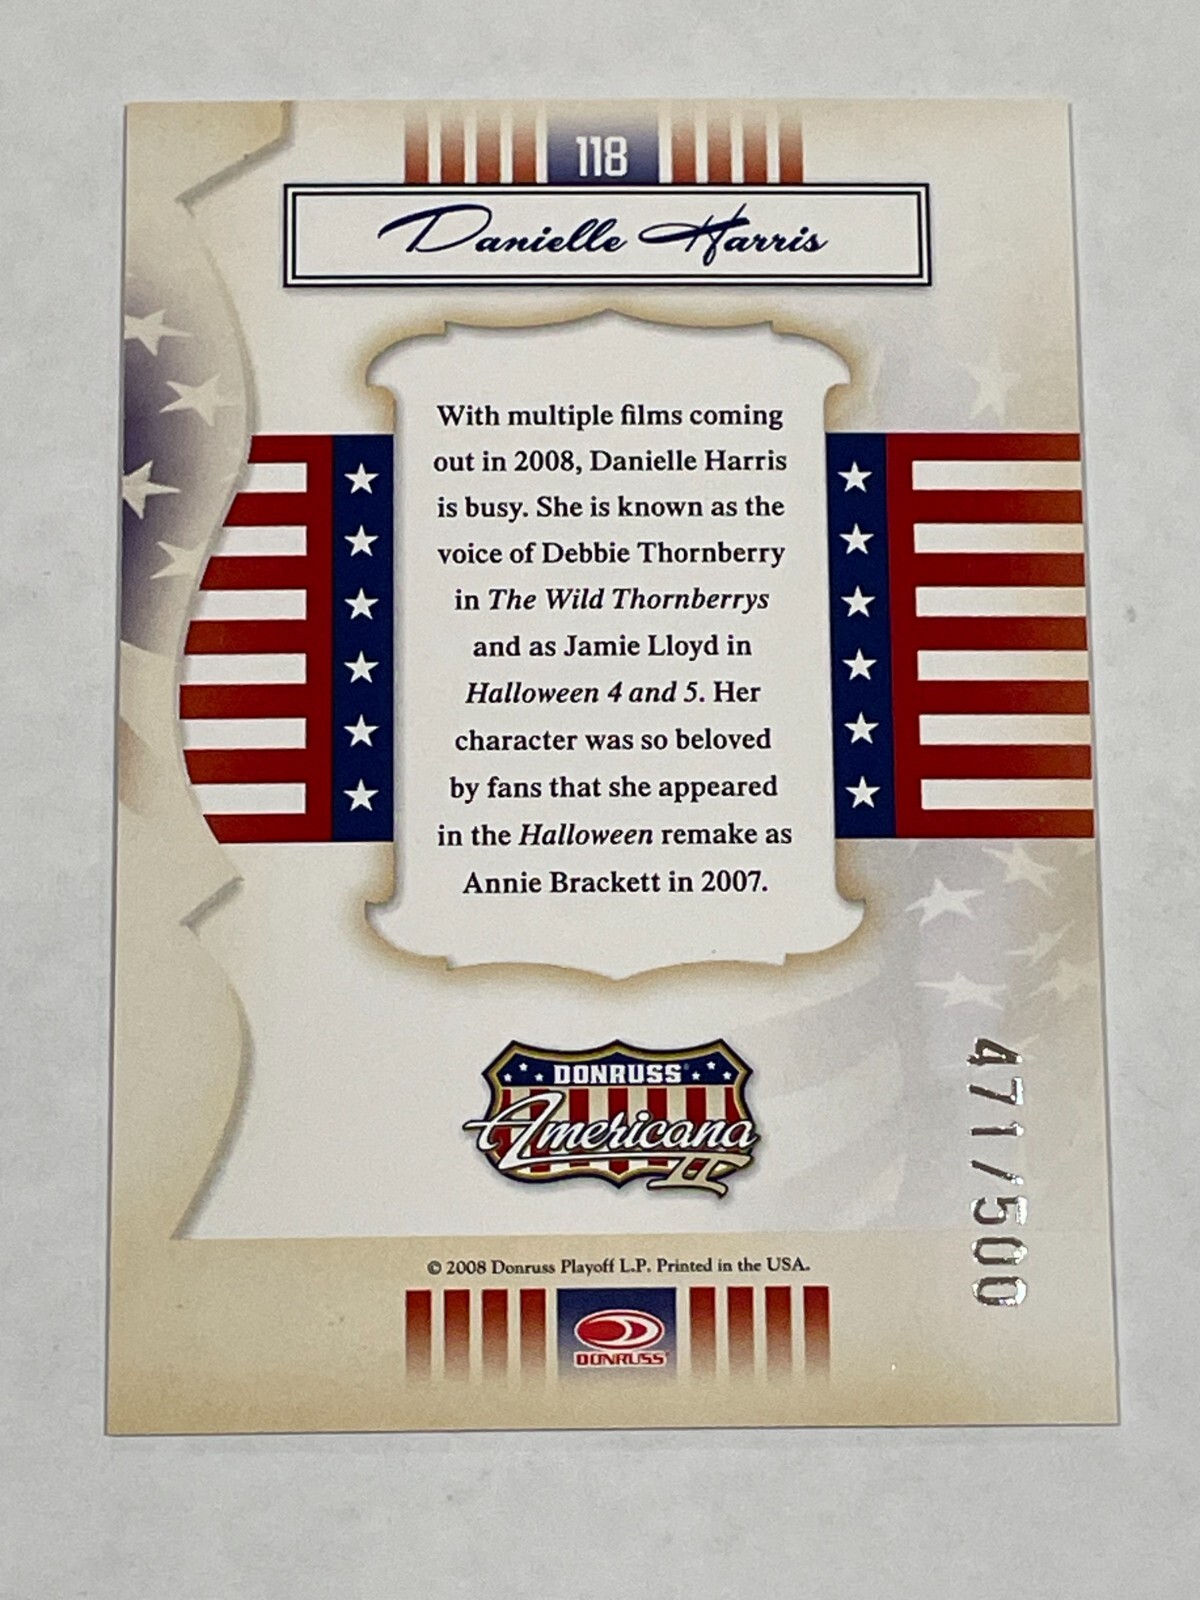 118
Danielle Harris
With multiple films coming
out in 2008, Danielle Harris
is busy. She is known as the
voice of Debbie Thornberry
in The Wild Thornberrys
and as Jamie Lloyd in
Halloween 4 and 5. Her
character was so beloved
by fans that she appeared
in the Halloween remake as
Annie Brackett in 2007.
DONRUSS
Americana
II
471/500
© 2008 Donruss Playoff L.P. Printed in the USA.
DONRUSS